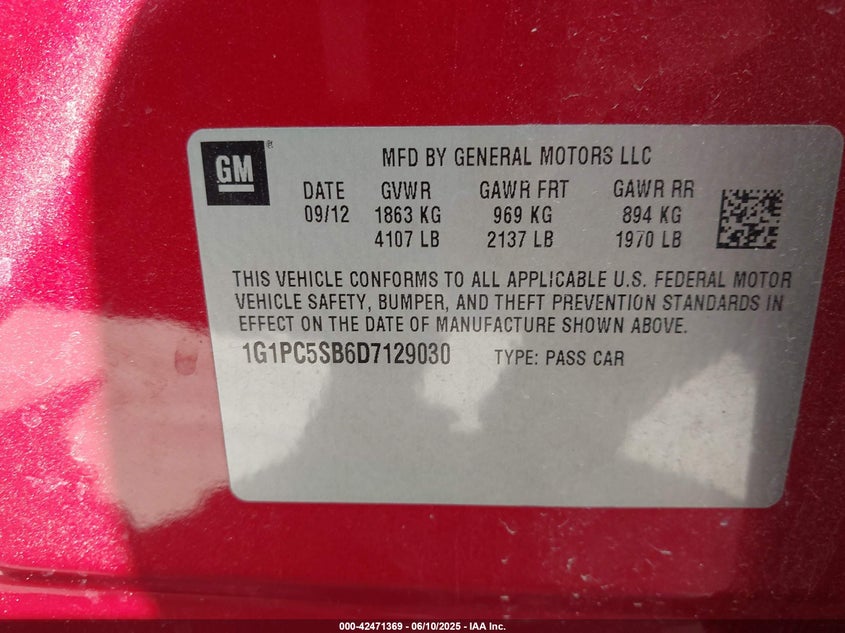 GM®
MFD BY GENERAL MOTORS LLC
DATE GVWR GAWR FRT GAWR RR
09/12 1863 KG 969 KG 894 KG
4107 LB 2137 LB 1970 LB
THIS VEHICLE CONFORMS TO ALL APPLICABLE U.S. FEDERAL MOTOR
VEHICLE SAFETY, BUMPER, AND THEFT PREVENTION STANDARDS IN
EFFECT ON THE DATE OF MANUFACTURE SHOWN ABOVE.
1G1PC5SB6D7129030 TYPE: PASS CAR
000-42471369 - 06/10/2025 - IAA Inc.